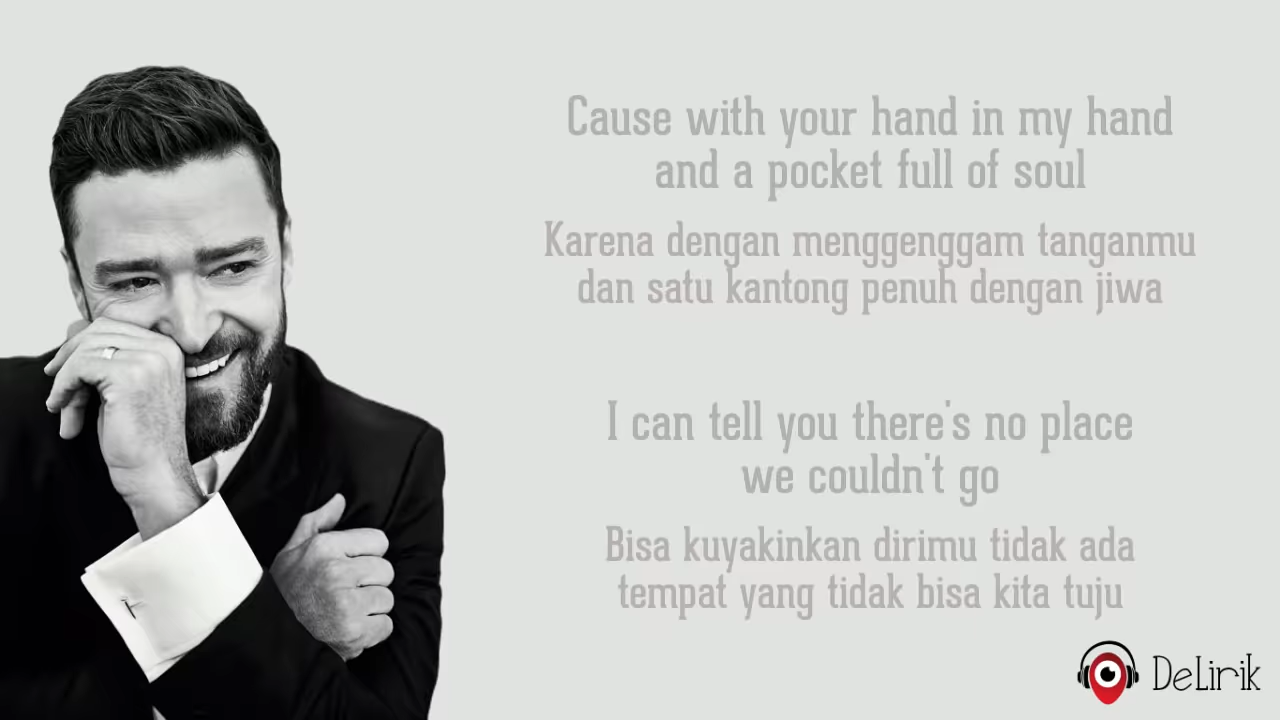 Cause with your hand in my hand
and a pocket full of soul
Karena dengan menggenggam tanganmu
dan satu kantong penuh dengan jiwa
I can tell you there's no place
we couldn't go
Bisa kuyakinkan dirimu tidak ada
tempat yang tidak bisa kita tuju
DeLirik